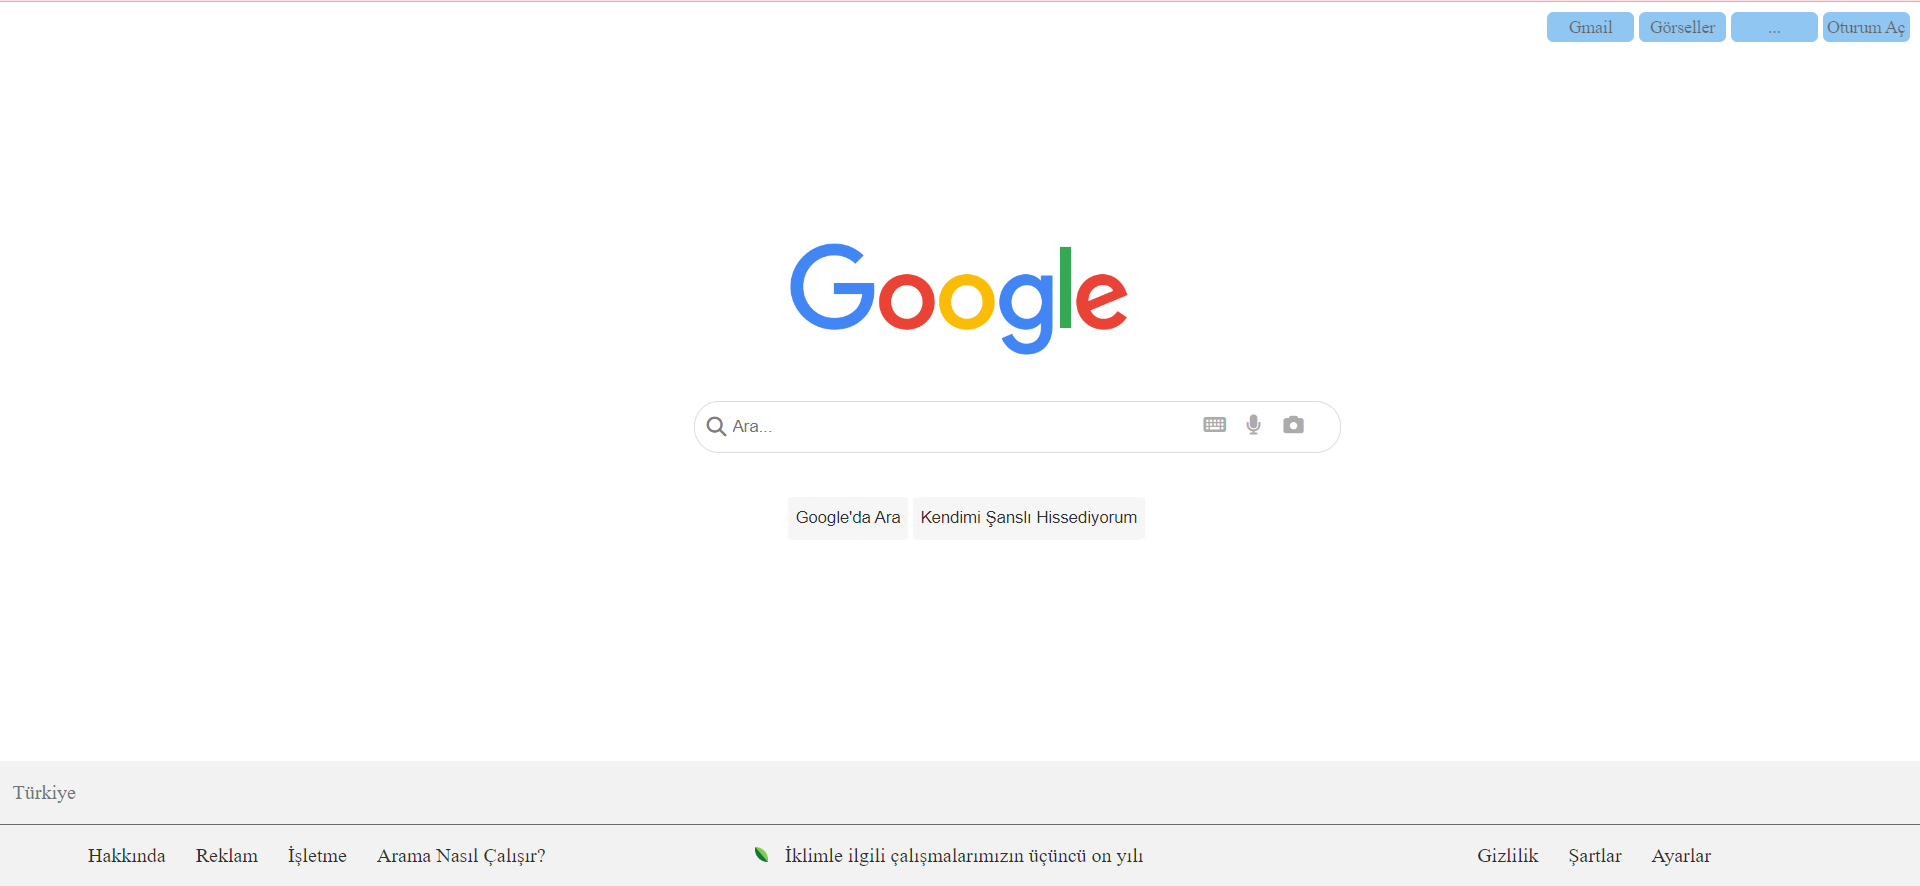 Gmail Görseller ... Oturum Aç
Google
Ara...
Google'da Ara Kendimi Şanslı Hissediyorum
Türkiye
Hakkında Reklam İşletme Arama Nasıl Çalışır? İklimle ilgili çalışmalarımızın üçüncü on yılı Gizlilik Şartlar Ayarlar